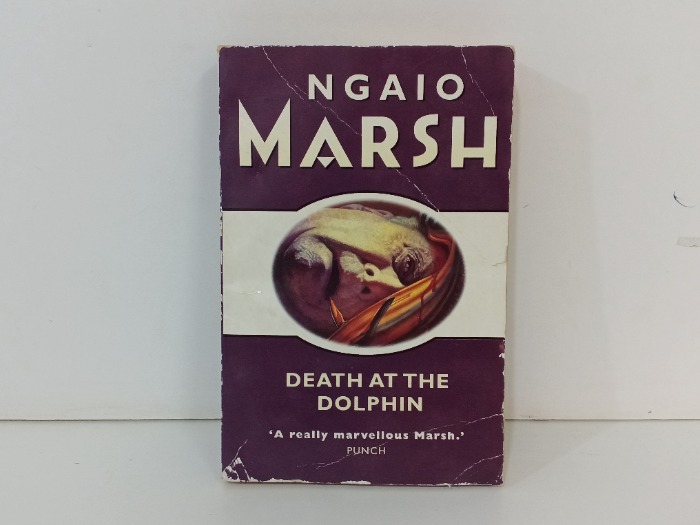 NGAIO
MARSH
DEATH AT THE
DOLPHIN
‘A really marvellous Marsh.’
PUNCH